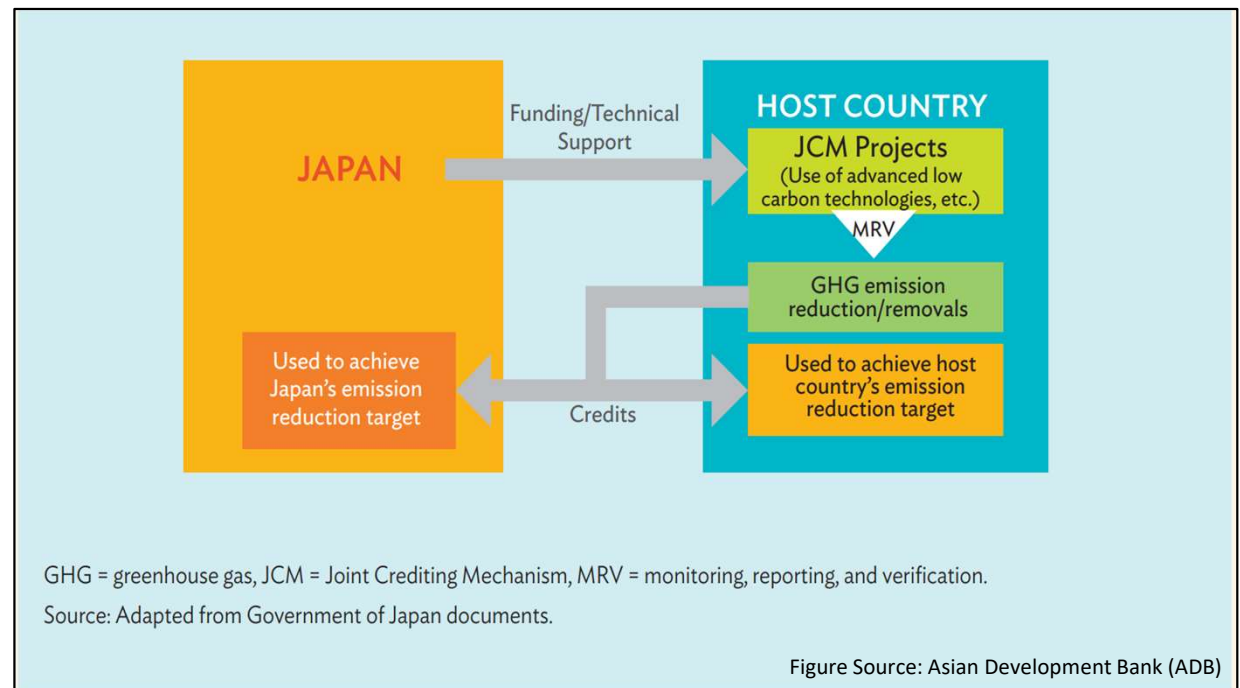 JAPAN
Funding/Technical
Support
HOST COUNTRY
JCM Projects
(Use of advanced low
carbon technologies, etc.)
MRV
GHG emission
reduction/removals
Used to achieve
Japan’s emission
reduction target
Credits
Used to achieve host
country’s emission
reduction target
GHG = greenhouse gas, JCM = Joint Crediting Mechanism, MRV = monitoring, reporting, and verification.
Source: Adapted from Government of Japan documents.
Figure Source: Asian Development Bank (ADB)